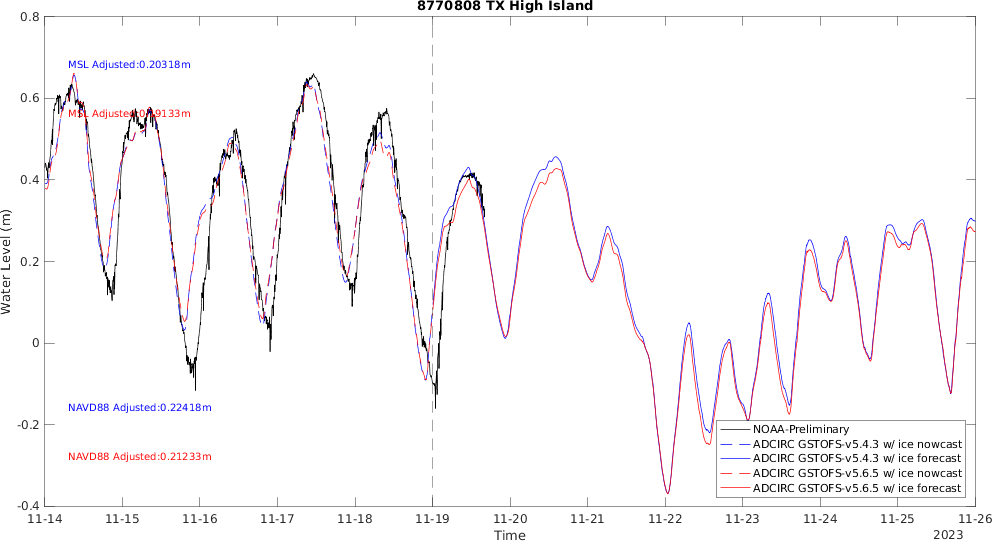 8770808 TX High Island
Water Level (m)
0.8
0.6
0.4
0.2
0
-0.2
-0.4
MSL Adjusted:0.20318m
MSL Adjusted:0.19133m
NAVD88 Adjusted:0.22418m
NAVD88 Adjusted:0.21233m
NOAA-Preliminary
ADCIRC GSTOFS-v5.4.3 w/ ice nowcast
ADCIRC GSTOFS-v5.4.3 w/ ice forecast
ADCIRC GSTOFS-v5.6.5 w/ ice nowcast
ADCIRC GSTOFS-v5.6.5 w/ ice forecast
11-14 11-15 11-16 11-17 11-18 11-19 11-20 11-21 11-22 11-23 11-24 11-25 11-26
Time
2023